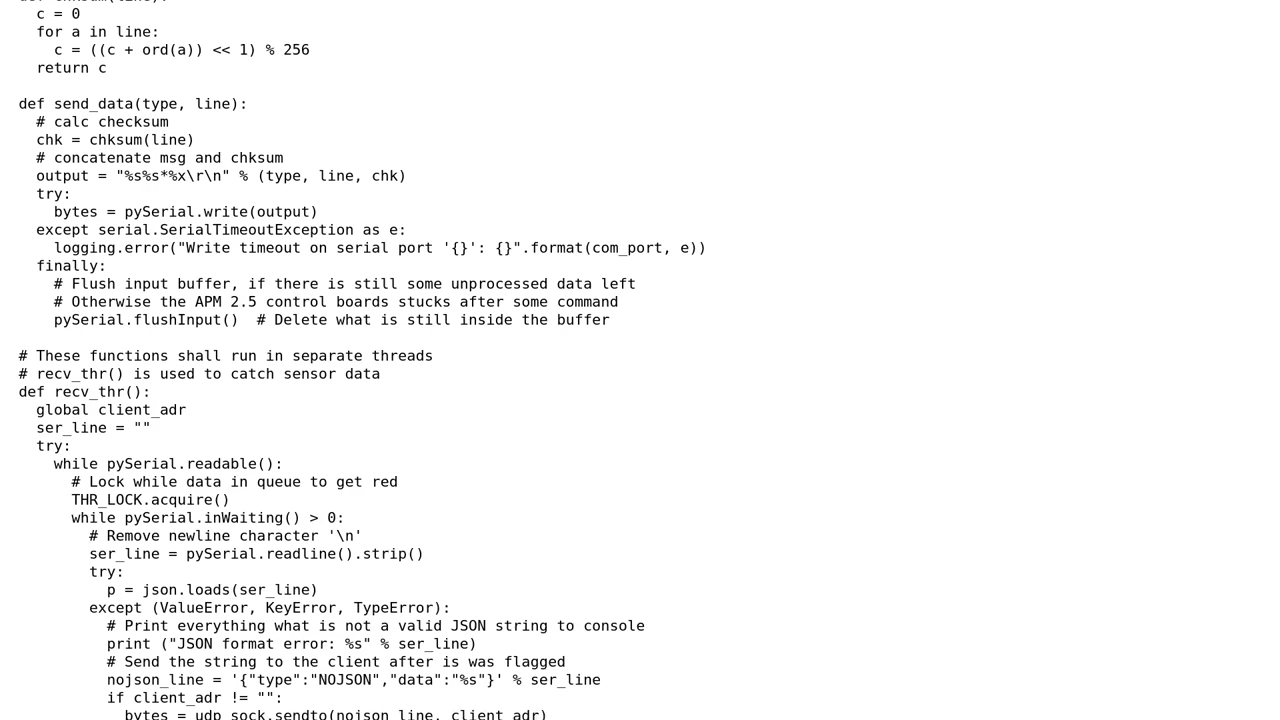 def chksum(line):
  c = 0
  for a in line:
    c = ((c + ord(a)) << 1) % 256
  return c

def send_data(type, line):
  # calc checksum
  chk = chksum(line)
  # concatenate msg and chksum
  output = "%s%s*%x\r\n" % (type, line, chk)
  try:
    bytes = pySerial.write(output)
  except serial.SerialTimeoutException as e:
    logging.error("Write timeout on serial port '{}': {}".format(com_port, e))
  finally:
    # Flush input buffer, if there is still some unprocessed data left
    # Otherwise the APM 2.5 control boards stucks after some command
    pySerial.flushInput()  # Delete what is still inside the buffer

# These functions shall run in separate threads
# recv_thr() is used to catch sensor data
def recv_thr():
  global client_adr
  ser_line = ""
  try:
    while pySerial.readable():
      # Lock while data in queue to get red
      THR_LOCK.acquire()
      while pySerial.inWaiting() > 0:
        # Remove newline character '\n'
        ser_line = pySerial.readline().strip()
        try:
          p = json.loads(ser_line)
        except (ValueError, KeyError, TypeError):
          # Print everything what is not a valid JSON string to console
          print ("JSON format error: %s" % ser_line)
          # Send the string to the client after is was flagged
          nojson_line = '{"type":"NOJSON","data":"%s"}' % ser_line
          if client_adr != "":
            bytes = udp_sock.sendto(nojson_line, client_adr)